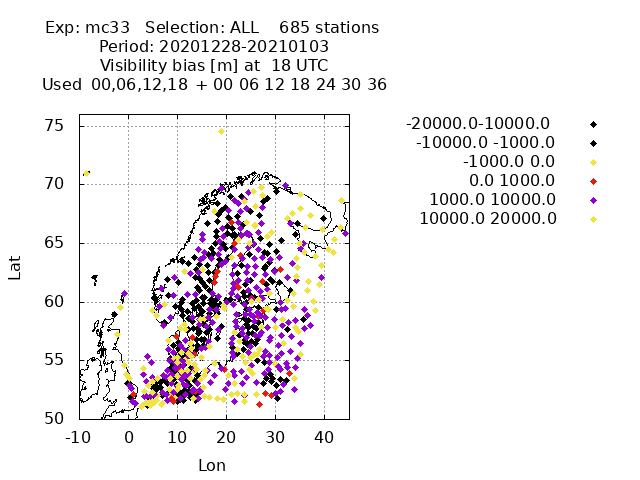 Exp: mc33 Selection: ALL 685 stations
Period: 20201228-20210103
Visibility bias [m] at 18 UTC
Used 00,06,12,18 + 00 06 12 18 24 30 36
-20000.0-10000.0
-10000.0 -1000.0
-1000.0 0.0
0.0 1000.0
1000.0 10000.0
10000.0 20000.0
75
70
65
60
55
50
Lat
-10 0 10 20 30 40
Lon